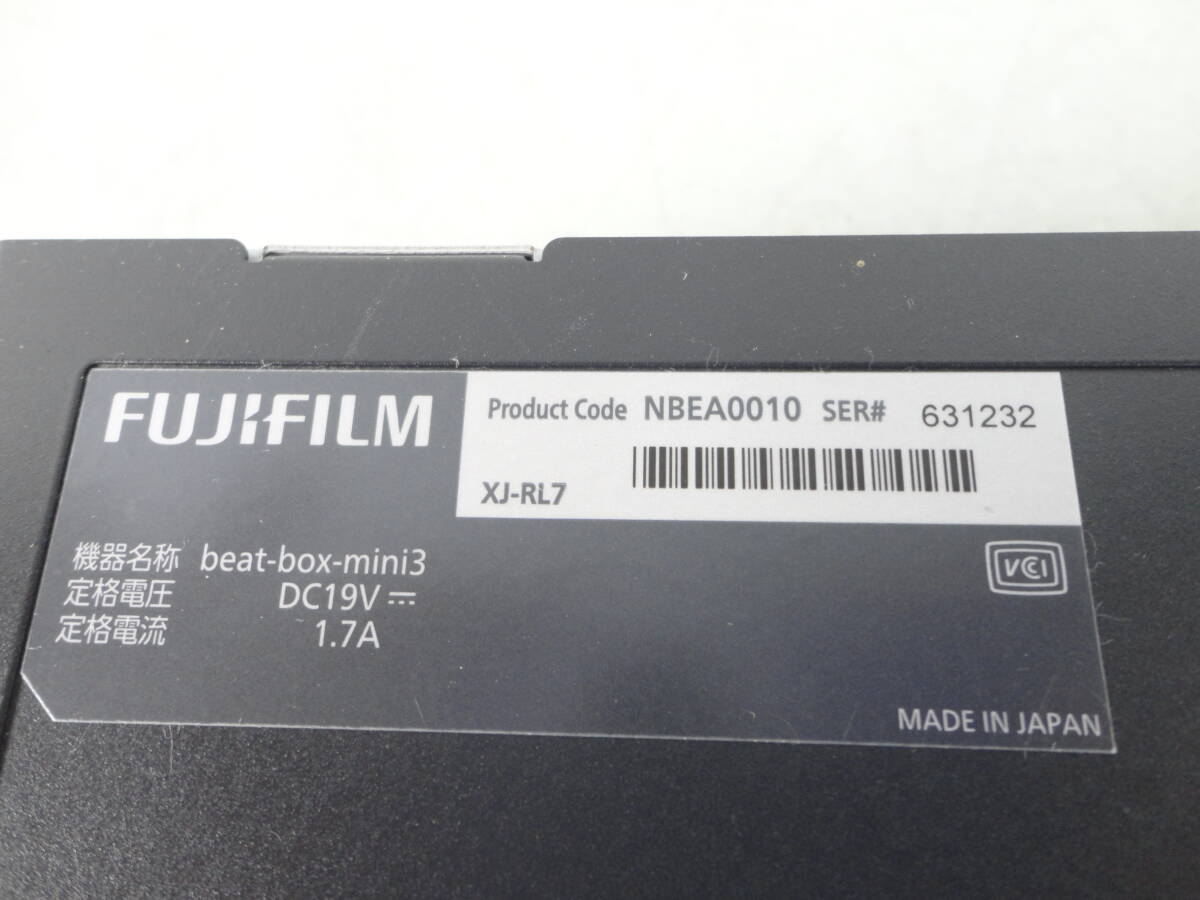 FUJIFILM
Product Code NBEA0010 SER# 631232
XJ-RL7
機器名称 beat-box-mini3
定格電圧 DC19V ⎓
定格電流 1.7A
VCCI
MADE IN JAPAN